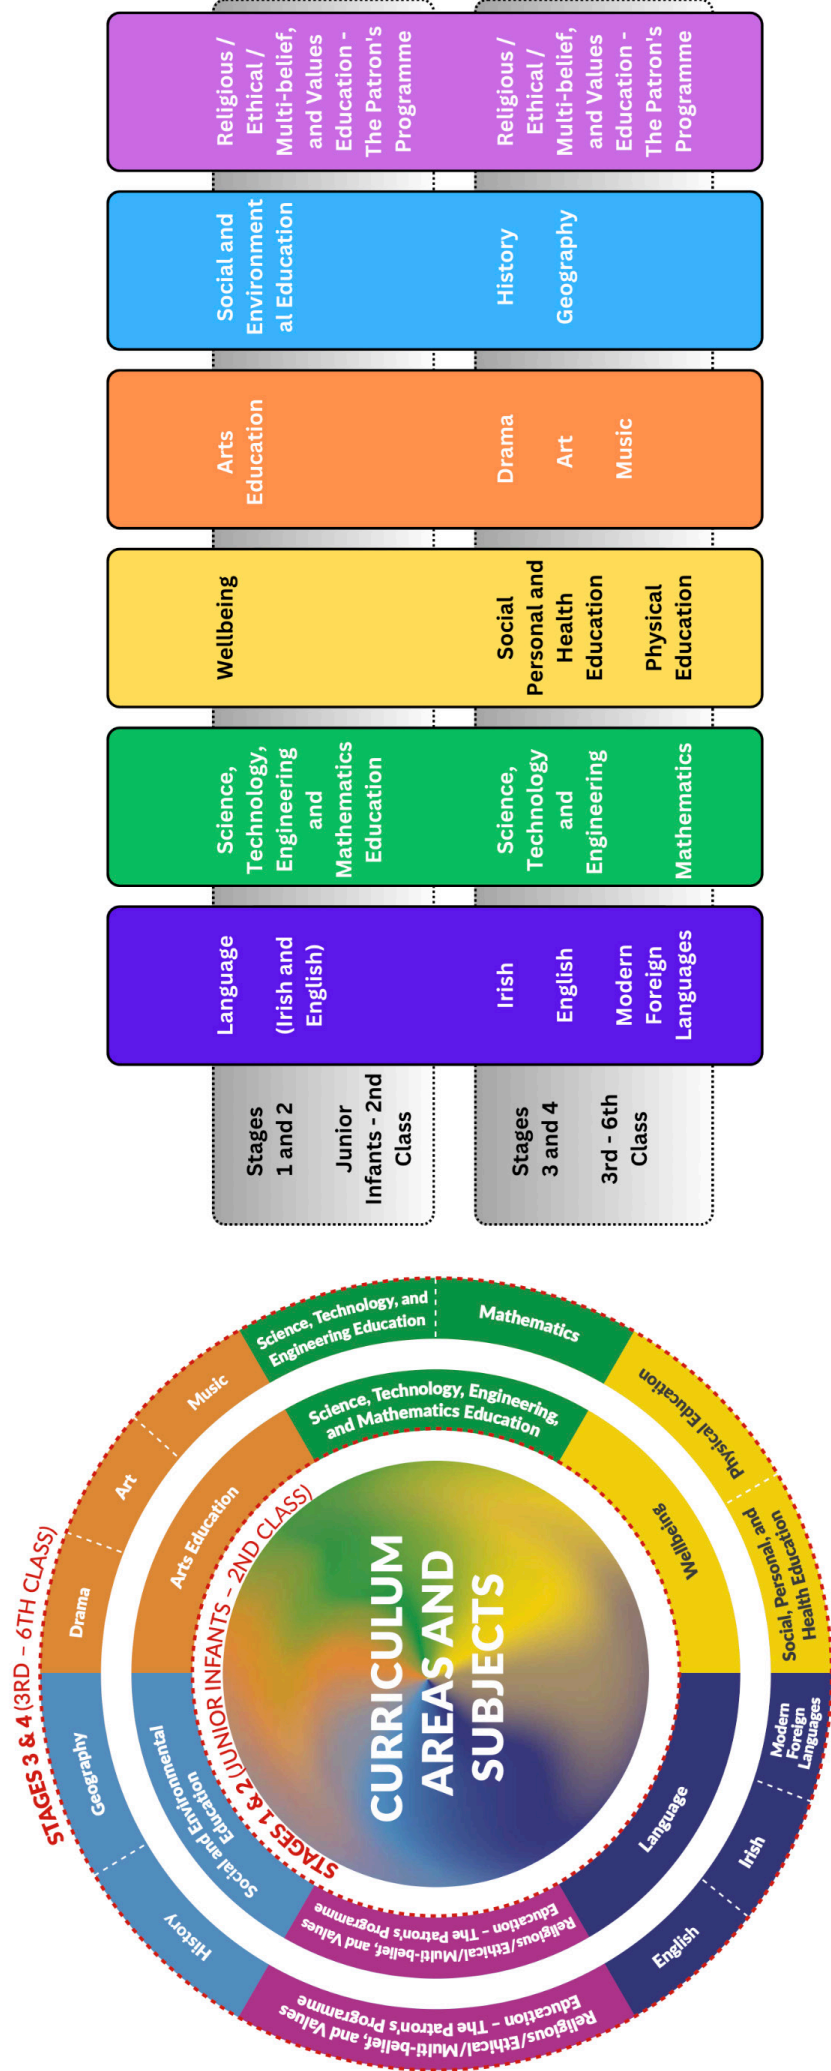 STAGES 3 & 4 (3RD – 6TH CLASS)
STAGES 1 & 2 (JUNIOR INFANTS – 2ND CLASS)
CURRICULUM
AREAS AND
SUBJECTS
Drama
Art
Music
Science, Technology, and
Engineering Education
Mathematics
Physical Education
Social, Personal, and
Health Education
Modern
Foreign
Languages
Irish
English
Religious/Ethical/Multi-belief, and Values
Education – The Patron's Programme
History
Geography
Arts Education
Science, Technology, Engineering,
and Mathematics Education
Wellbeing
Language
Religious/Ethical/Multi-belief, and Values
Education – The Patron's Programme
Social and Environmental
Education
Stages
1 and 2
Junior
Infants - 2nd
Class
Language
(Irish and
English)
Science,
Technology,
Engineering
and
Mathematics
Education
Wellbeing
Arts
Education
Social and
Environment
al Education
Religious /
Ethical /
Multi-belief,
and Values
Education -
The Patron's
Programme
Stages
3 and 4
3rd - 6th
Class
Irish
English
Modern
Foreign
Languages
Science,
Technology
and
Engineering
Mathematics
Social
Personal and
Health
Education
Physical
Education
Drama
Art
Music
History
Geography
Religious /
Ethical /
Multi-belief,
and Values
Education -
The Patron's
Programme